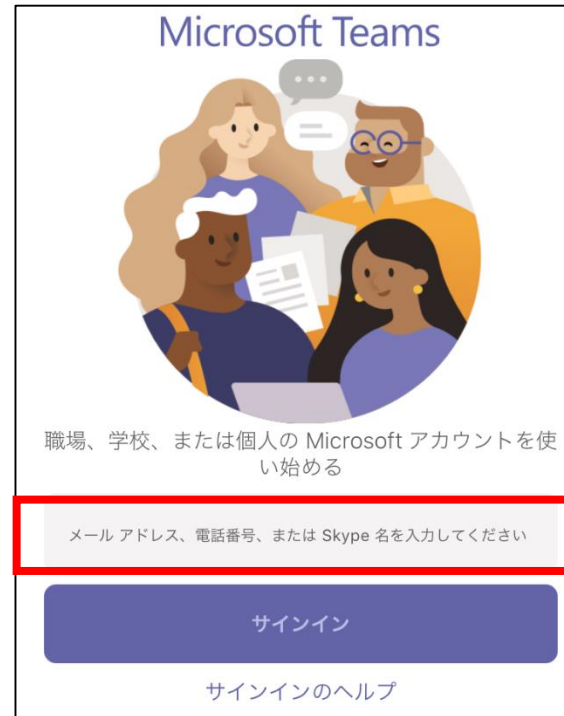 Microsoft Teams
職場、学校、または個人の Microsoft アカウントを使
い始める
メール アドレス、電話番号、または Skype 名を入力してください
サインイン
サインインのヘルプ